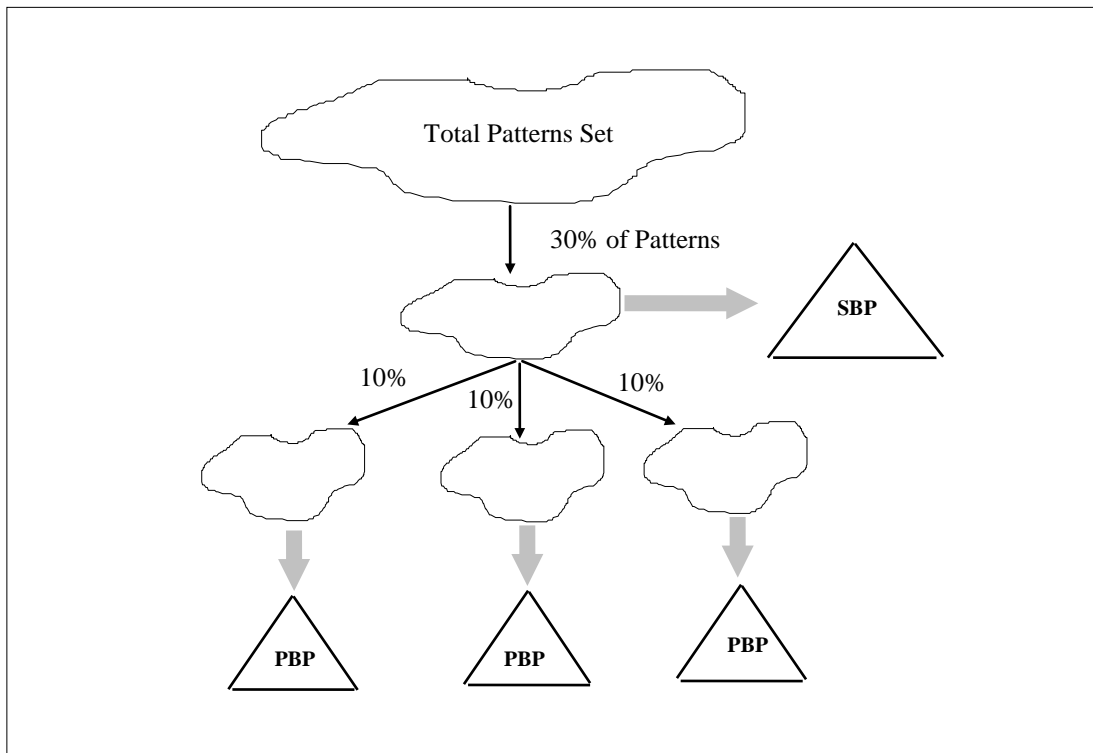 Total Patterns Set
30% of Patterns
SBP
10%
10%
10%
PBP
PBP
PBP